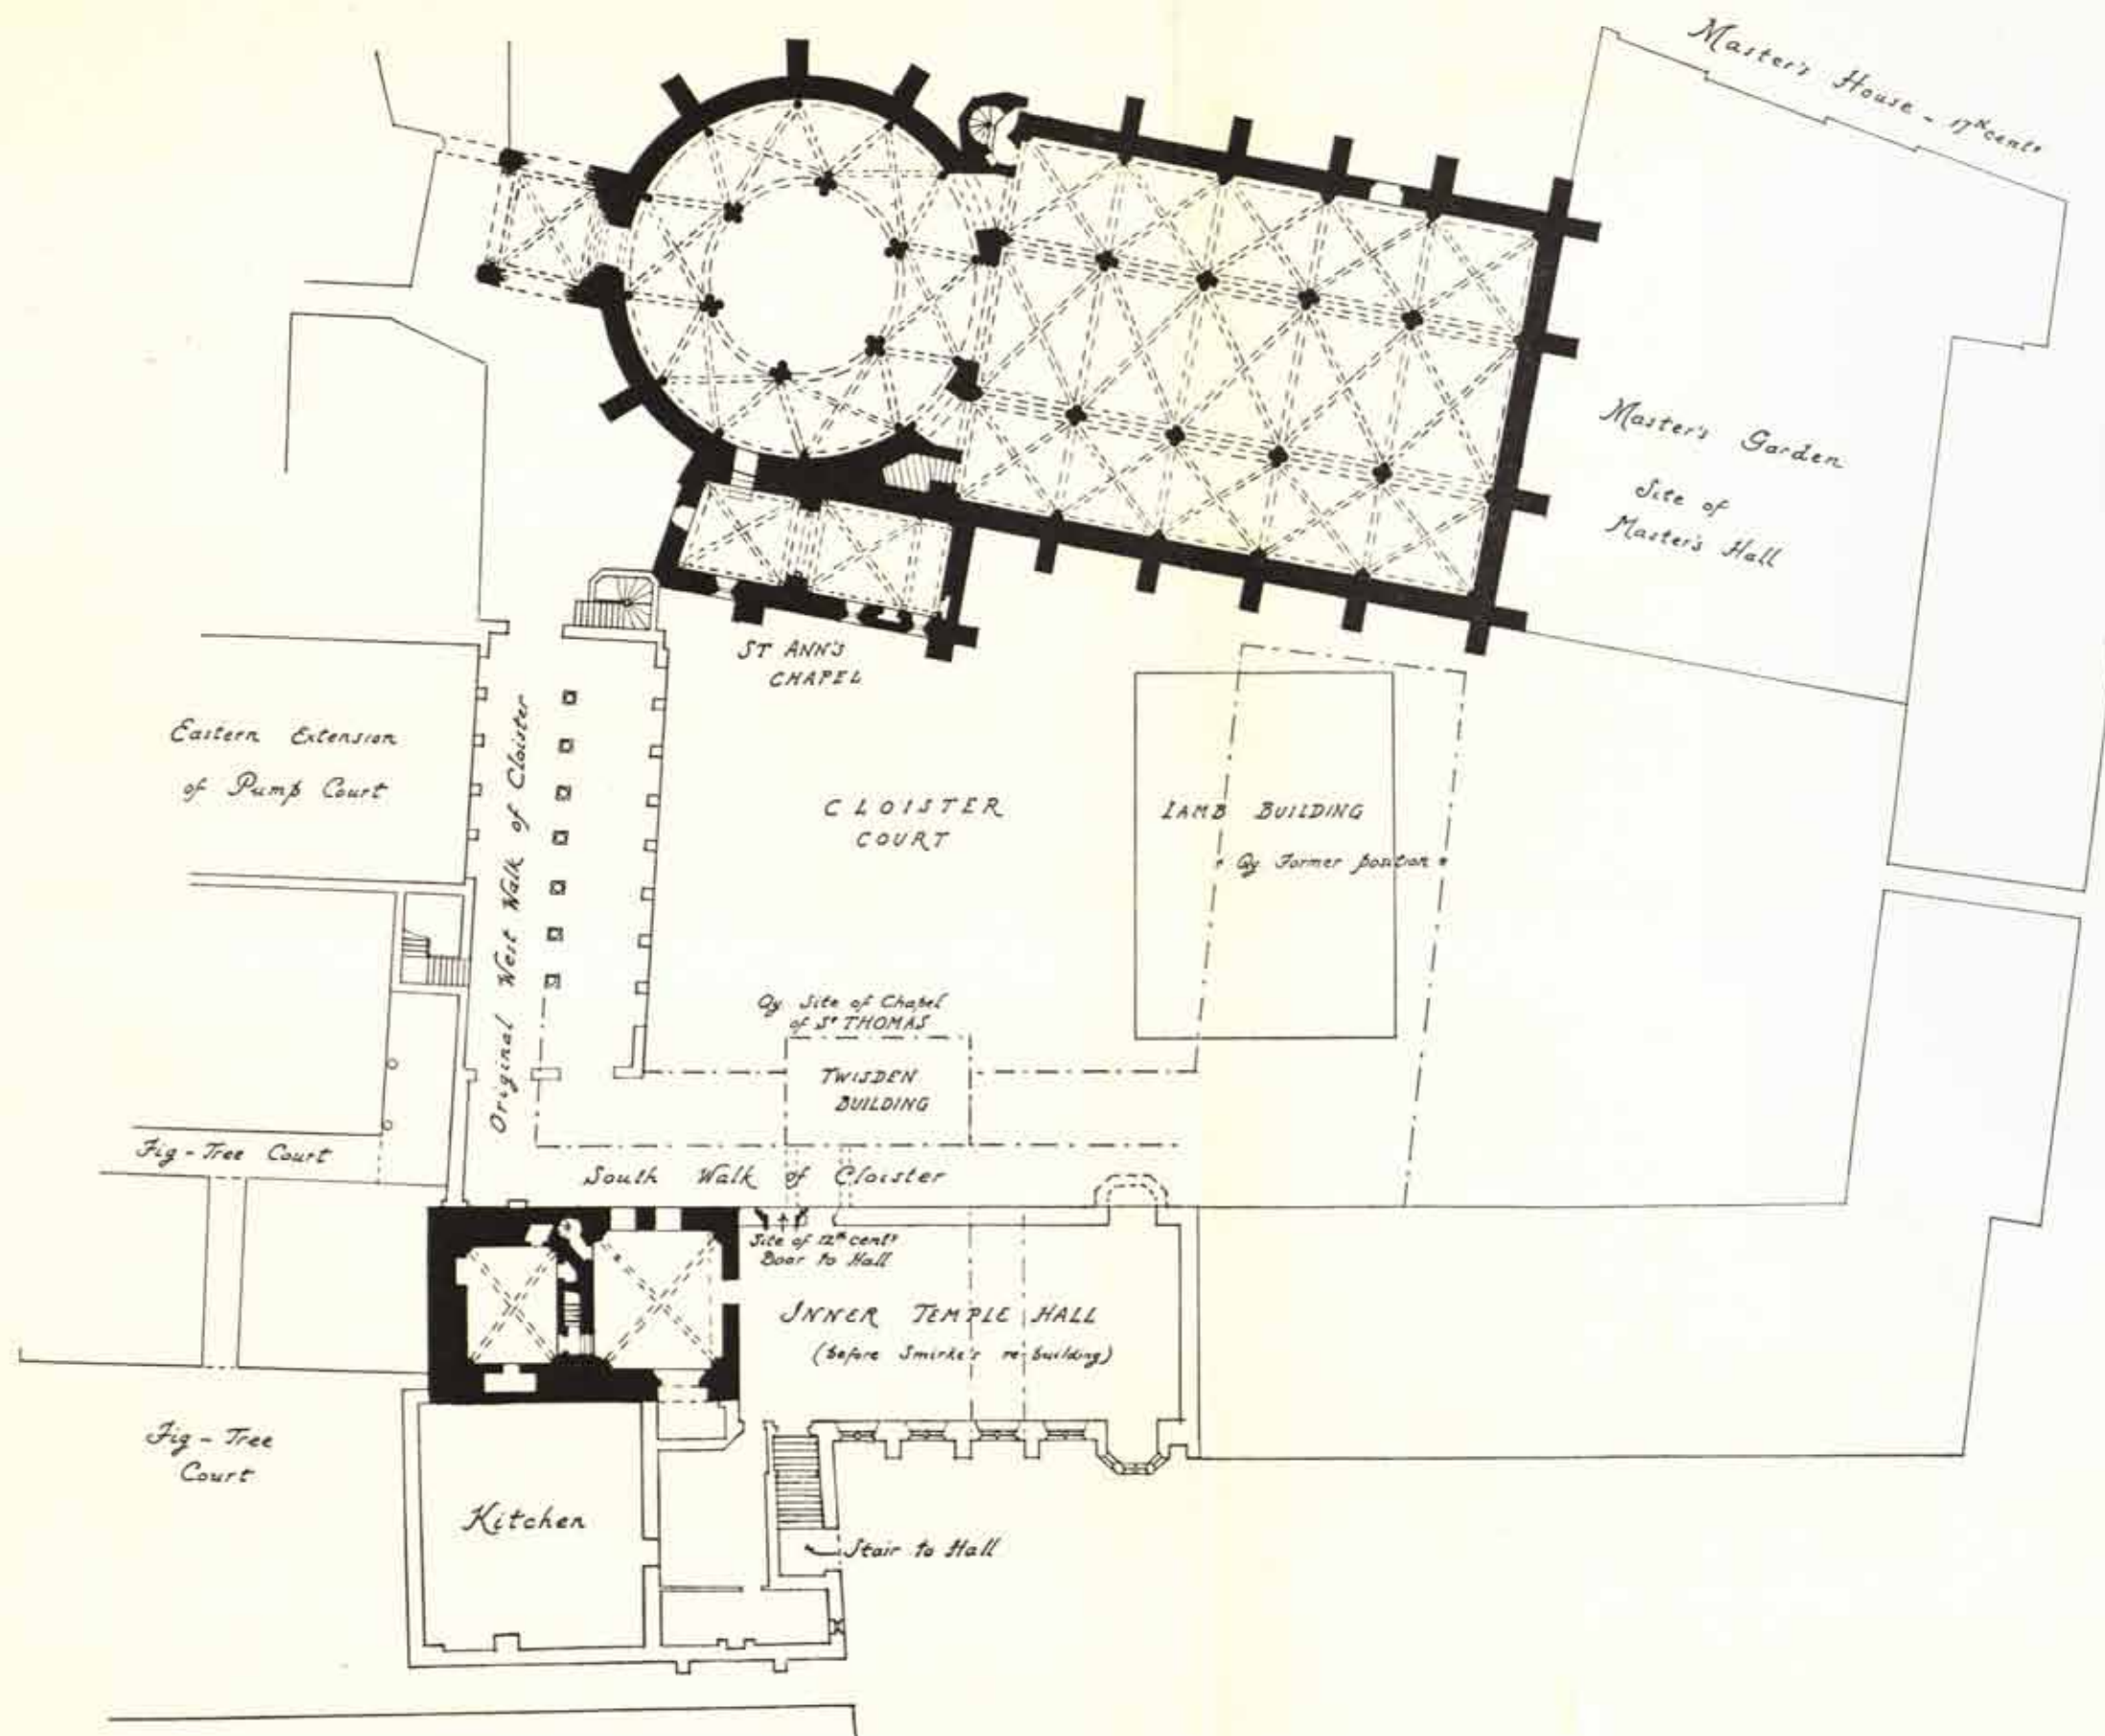 Master's House - 17th centy
Master's Garden
Site of
Master's Hall
ST ANN'S
CHAPEL
Eastern Extension
of Pump Court
Original West Walk of Cloister
CLOISTER
COURT
LAMB BUILDING
Qy Former position
Qy Site of Chapel
of St THOMAS
TWISDEN
BUILDING
Fig-Tree Court
South Walk of Cloister
Site of 12th centy
Door to Hall
INNER TEMPLE HALL
(before Smirke's re-building)
Fig-Tree
Court
Kitchen
Stair to Hall